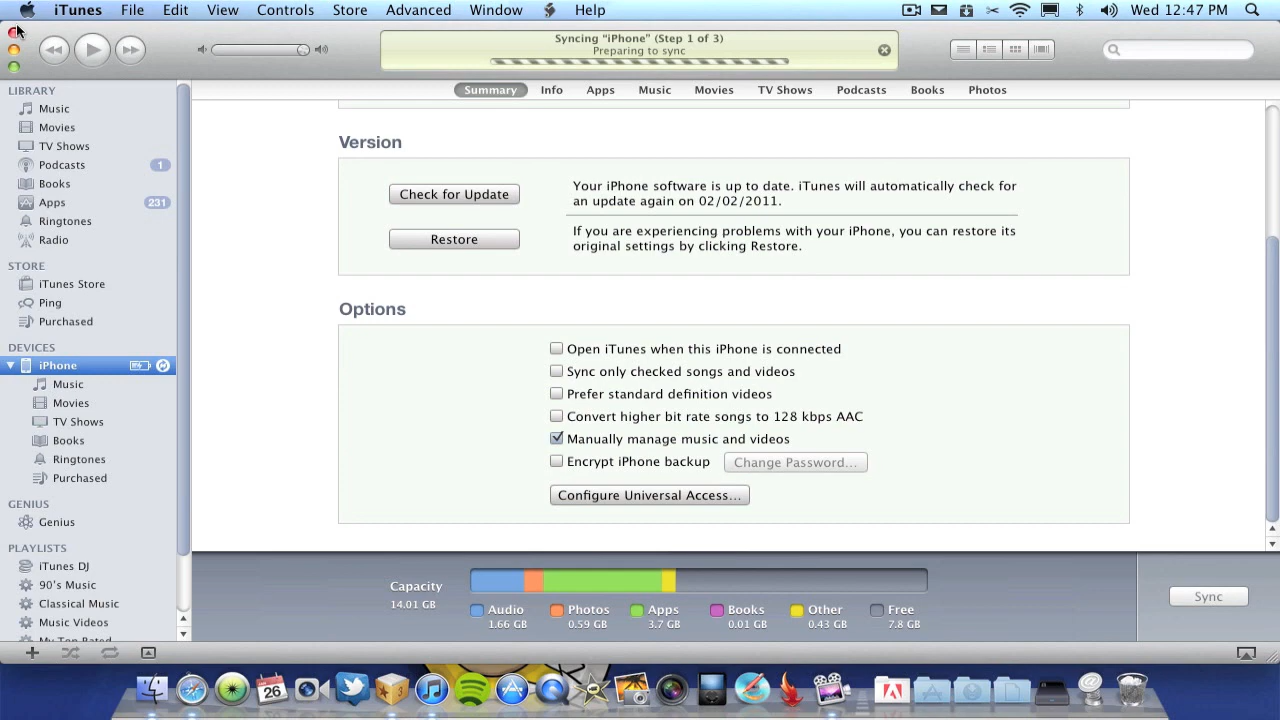 iTunes File Edit View Controls Store Advanced Window Help Wed 12:47 PM
Syncing “iPhone” (Step 1 of 3)
Preparing to sync
Summary Info Apps Music Movies TV Shows Podcasts Books Photos
LIBRARY
Music
Movies
TV Shows
Podcasts 1
Books
Apps 231
Ringtones
Radio
STORE
iTunes Store
Ping
Purchased
DEVICES
iPhone
Music
Movies
TV Shows
Books
Ringtones
Purchased
GENIUS
Genius
PLAYLISTS
iTunes DJ
90’s Music
Classical Music
Music Videos
My Top Rated
Version
Check for Update
Your iPhone software is up to date. iTunes will automatically check for
an update again on 02/02/2011.
Restore
If you are experiencing problems with your iPhone, you can restore its
original settings by clicking Restore.
Options
Open iTunes when this iPhone is connected
Sync only checked songs and videos
Prefer standard definition videos
Convert higher bit rate songs to 128 kbps AAC
Manually manage music and videos
Encrypt iPhone backup Change Password...
Configure Universal Access...
Capacity
14.01 GB
Audio Photos Apps Books Other Free
1.66 GB 0.59 GB 3.7 GB 0.01 GB 0.43 GB 7.8 GB
Sync
26
3